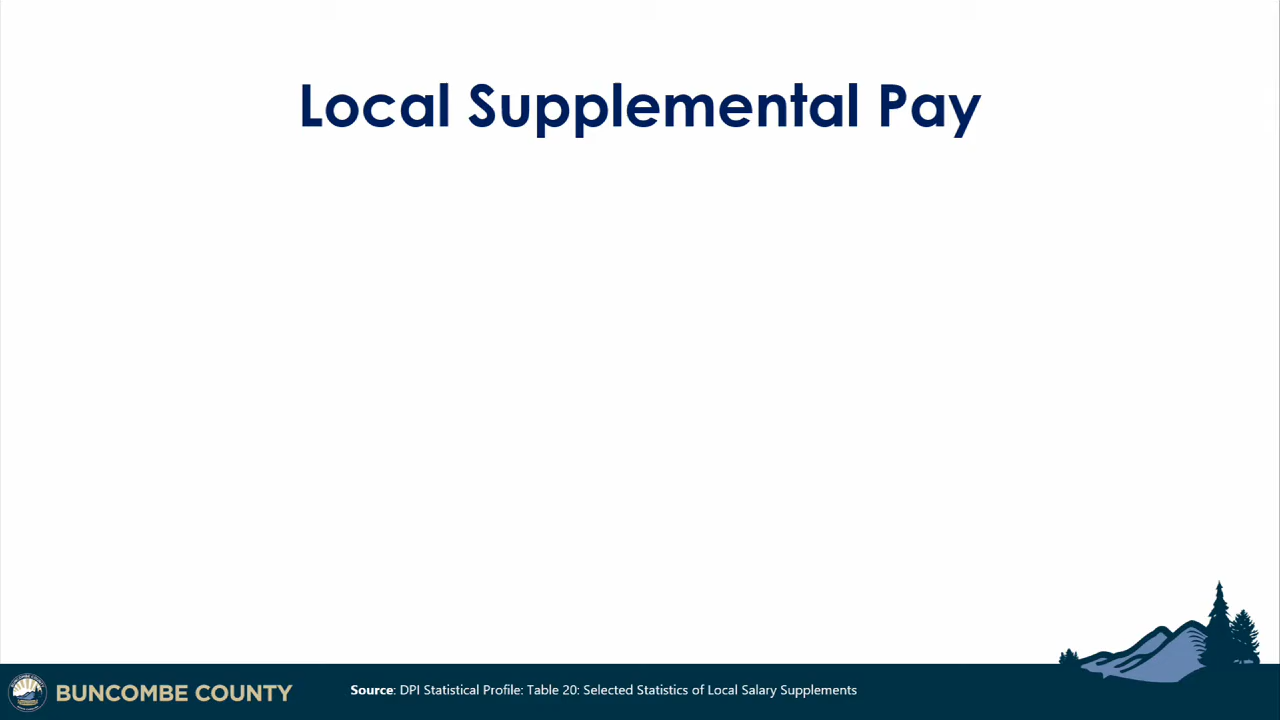 Local Supplemental Pay
BUNCOMBE COUNTY
Source: DPI Statistical Profile: Table 20: Selected Statistics of Local Salary Supplements